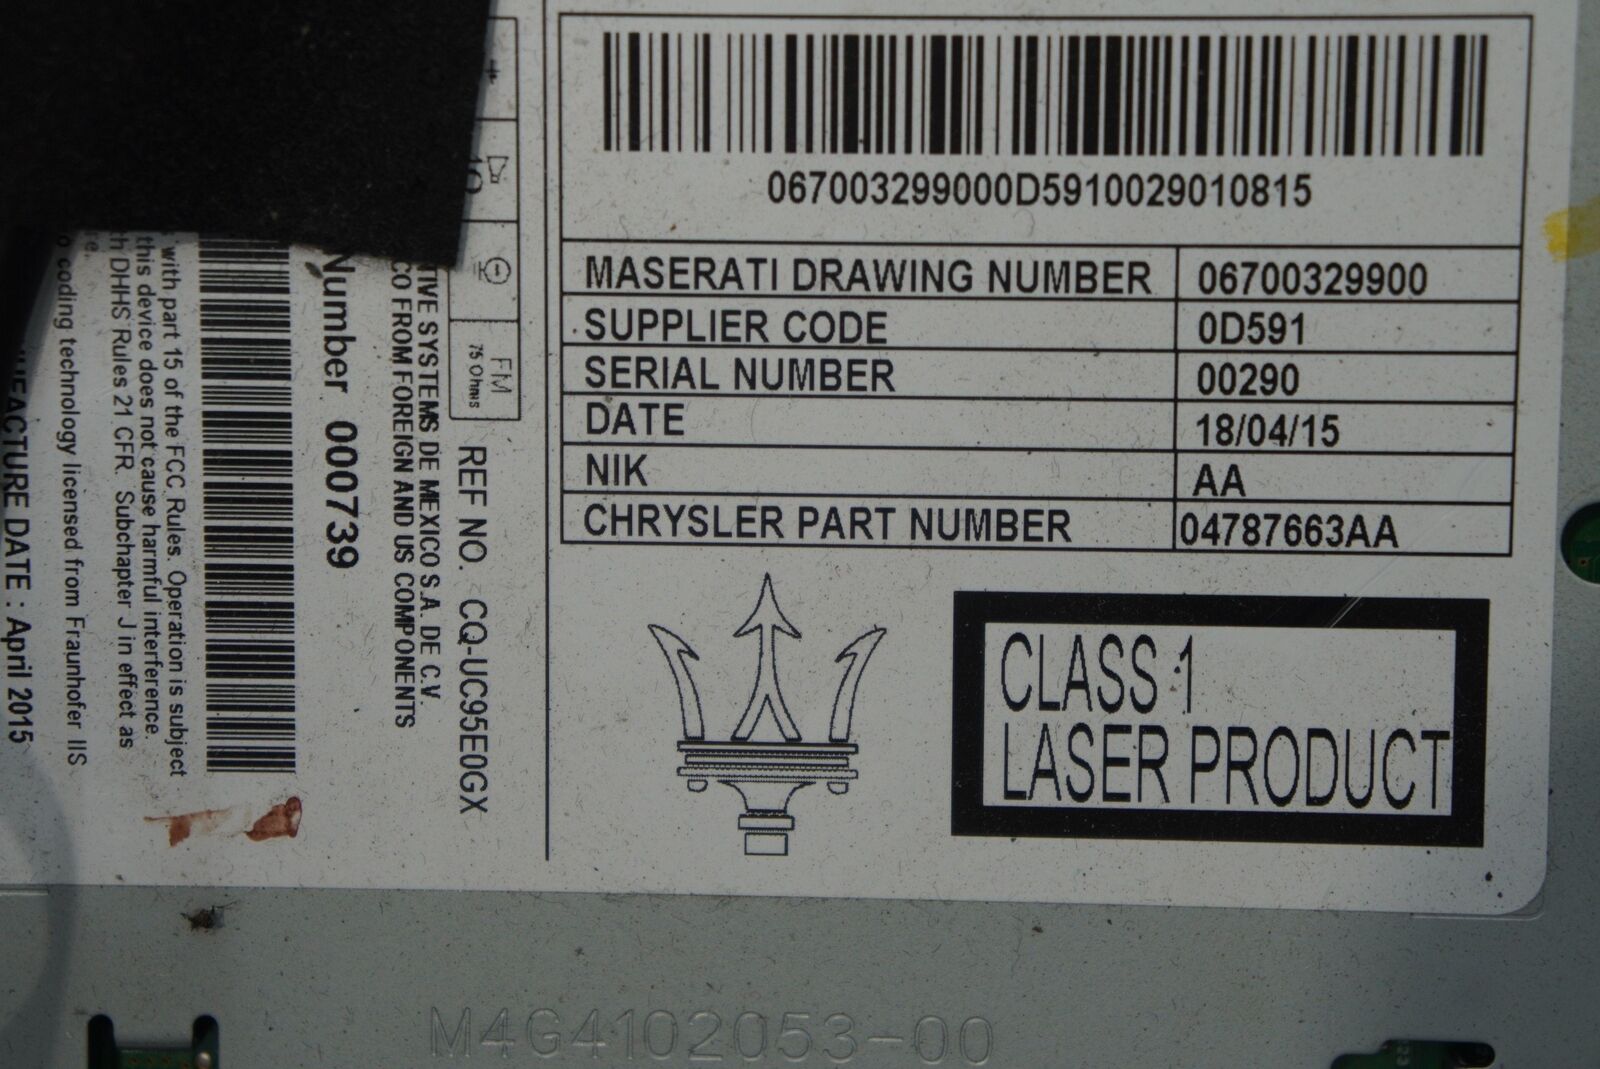 067003299000D5910029010815
MASERATI DRAWING NUMBER 06700329900
SUPPLIER CODE 0D591
SERIAL NUMBER 00290
DATE 18/04/15
NIK AA
CHRYSLER PART NUMBER 04787663AA
CLASS 1
LASER PRODUCT
FM
75 Ohms
REF NO. CQ-UC95E0GX
SYSTEMS DE MEXICO S.A. DE C.V.
FROM FOREIGN AND US COMPONENTS
Number 000739
with part 15 of the FCC Rules. Operation is subject
this device does not cause harmful interference.
DHHS Rules 21 CFR. Subchapter J in effect as
coding technology licensed from Fraunhofer IIS
DATE : April 2015
M4G4102053-00